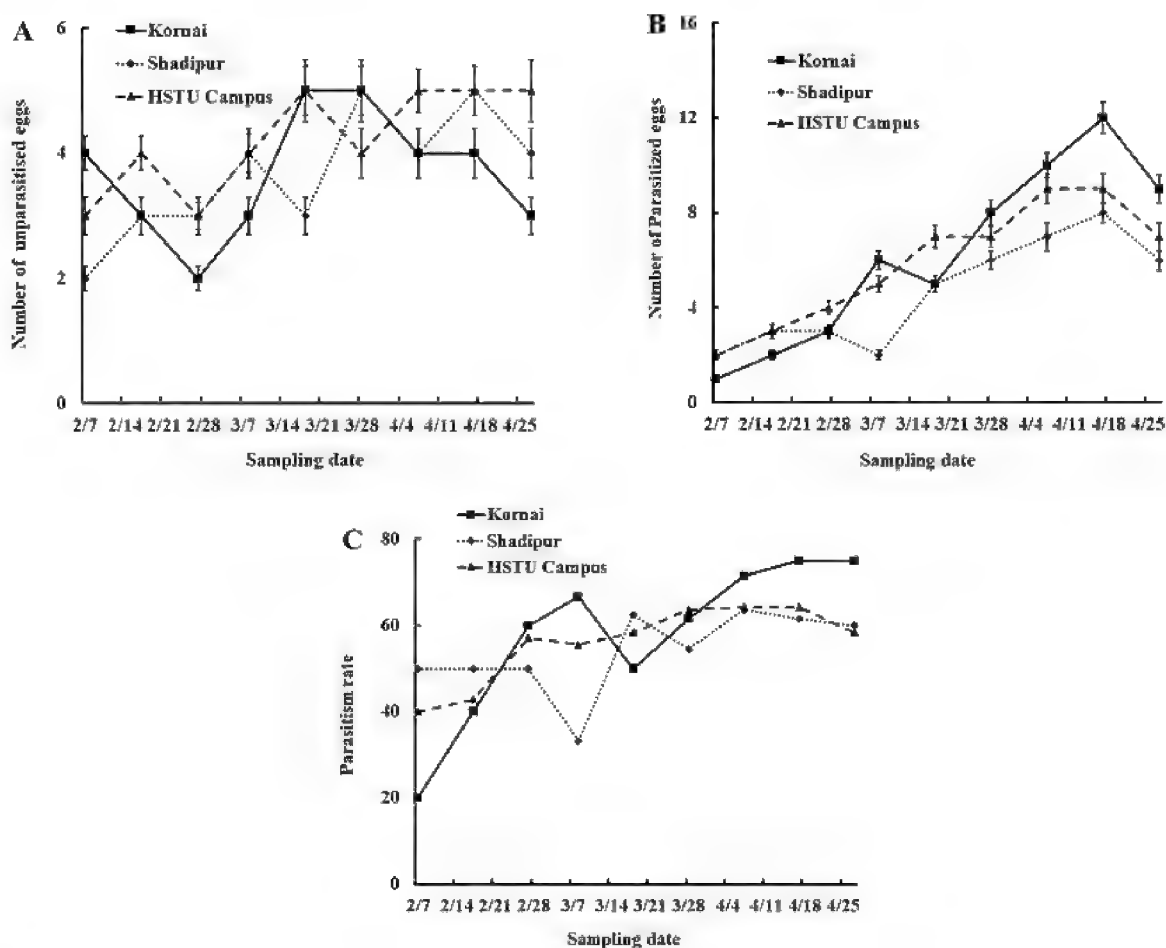 A
Kornai
Shadipur
HSTU Campus
Number of unparasitised eggs
6
4
2
0
2/7 2/14 2/21 2/28 3/7 3/14 3/21 3/28 4/4 4/11 4/18 4/25
Sampling date
B
Kornai
Shadipur
HSTU Campus
Number of Parasitized eggs
16
12
8
4
0
2/7 2/14 2/21 2/28 3/7 3/14 3/21 3/28 4/4 4/11 4/18 4/25
Sampling date
C
Kornai
Shadipur
HSTU Campus
Parasitism rate
80
60
40
20
0
2/7 2/14 2/21 2/28 3/7 3/14 3/21 3/28 4/4 4/11 4/18 4/25
Sampling date